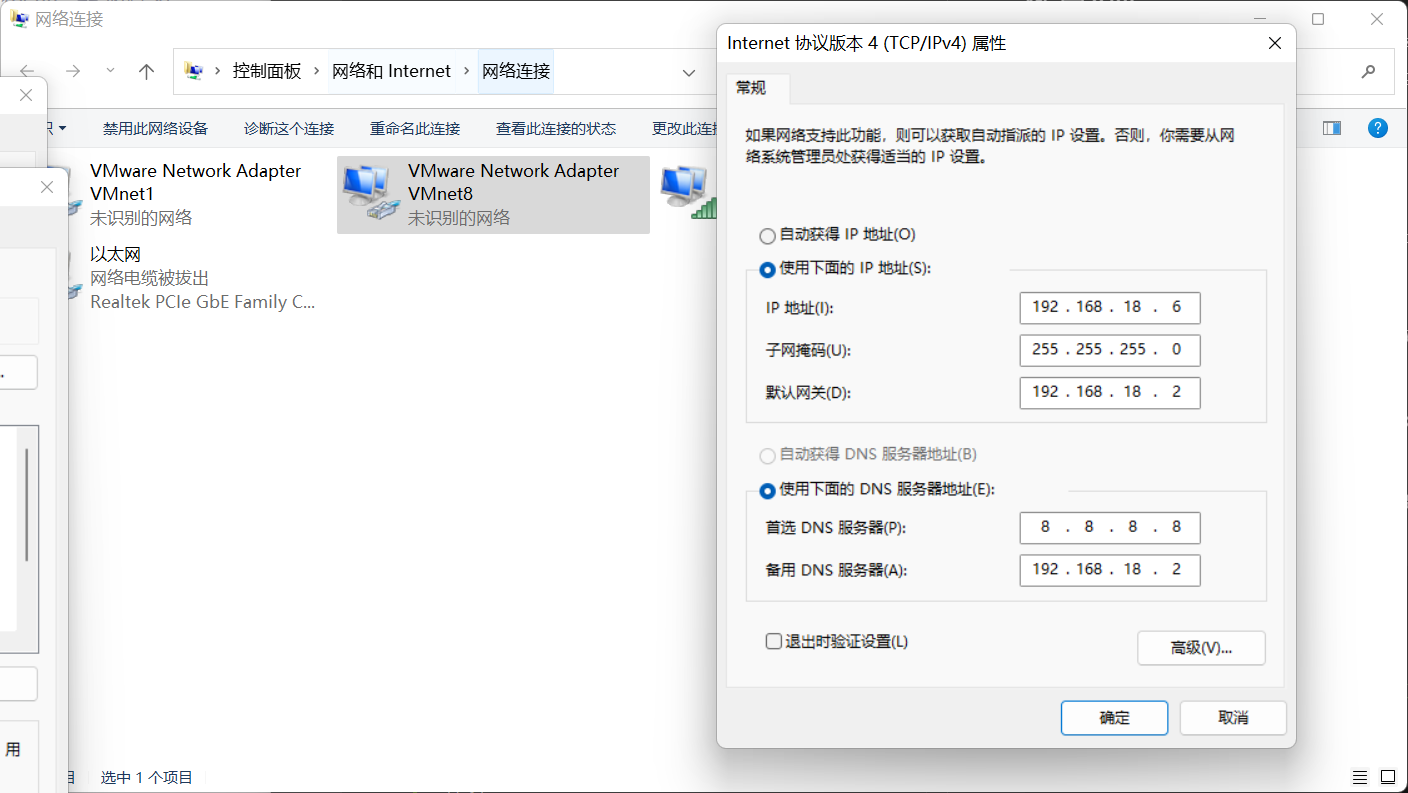 网络连接
控制面板 › 网络和 Internet › 网络连接
禁用此网络设备 诊断这个连接 重命名此连接 查看此连接的状态
VMware Network Adapter
VMnet1
未识别的网络
VMware Network Adapter
VMnet8
未识别的网络
以太网
网络电缆被拔出
Realtek PCIe GbE Family C...
用
选中 1 个项目
Internet 协议版本 4 (TCP/IPv4) 属性
常规
如果网络支持此功能，则可以获取自动指派的 IP 设置。否则，你需要从网
络系统管理员处获得适当的 IP 设置。
自动获得 IP 地址(O)
使用下面的 IP 地址(S):
IP 地址(I): 192 . 168 . 18 . 6
子网掩码(U): 255 . 255 . 255 . 0
默认网关(D): 192 . 168 . 18 . 2
自动获得 DNS 服务器地址(B)
使用下面的 DNS 服务器地址(E):
首选 DNS 服务器(P): 8 . 8 . 8 . 8
备用 DNS 服务器(A): 192 . 168 . 18 . 2
退出时验证设置(L)
高级(V)...
确定 取消